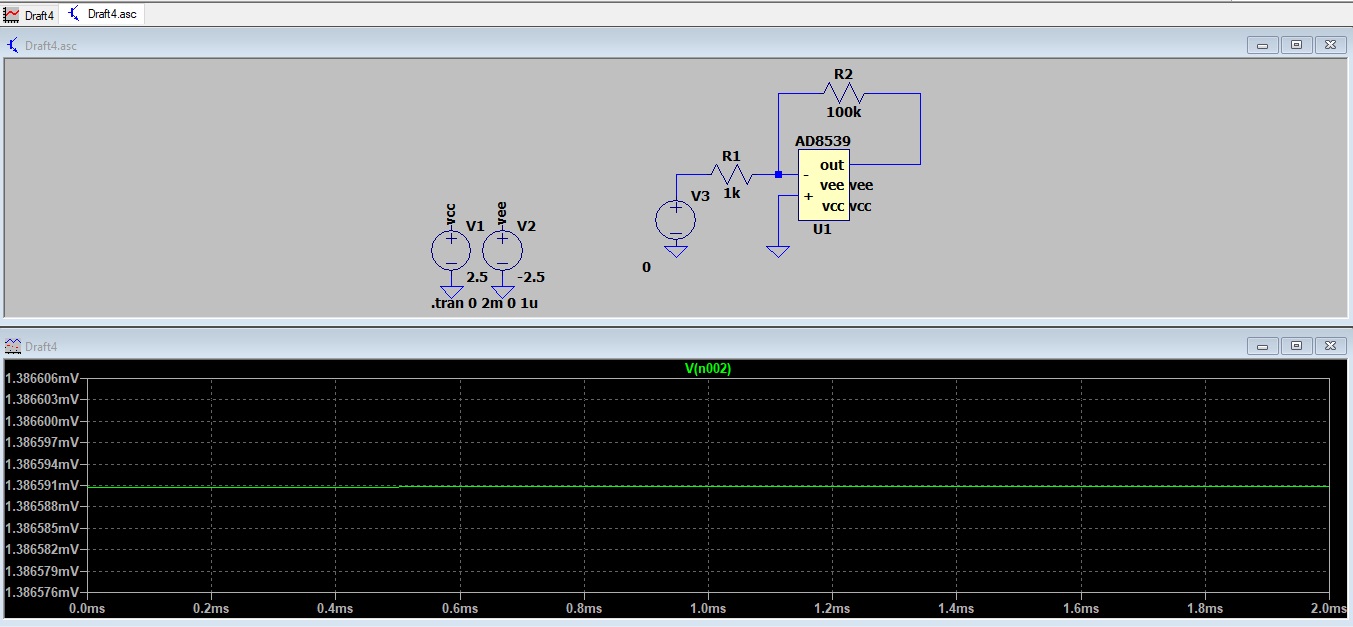 Draft4
Draft4.asc
Draft4.asc
R2
100k
AD8539
R1
out
-
vee vee
V3
1k
+
vcc vcc
vcc
vee
V1
V2
U1
0
2.5
-2.5
.tran 0 2m 0 1u
Draft4
V(n002)
1.386606mV
1.386603mV
1.386600mV
1.386597mV
1.386594mV
1.386591mV
1.386588mV
1.386585mV
1.386582mV
1.386579mV
1.386576mV
0.0ms 0.2ms 0.4ms 0.6ms 0.8ms 1.0ms 1.2ms 1.4ms 1.6ms 1.8ms 2.0ms